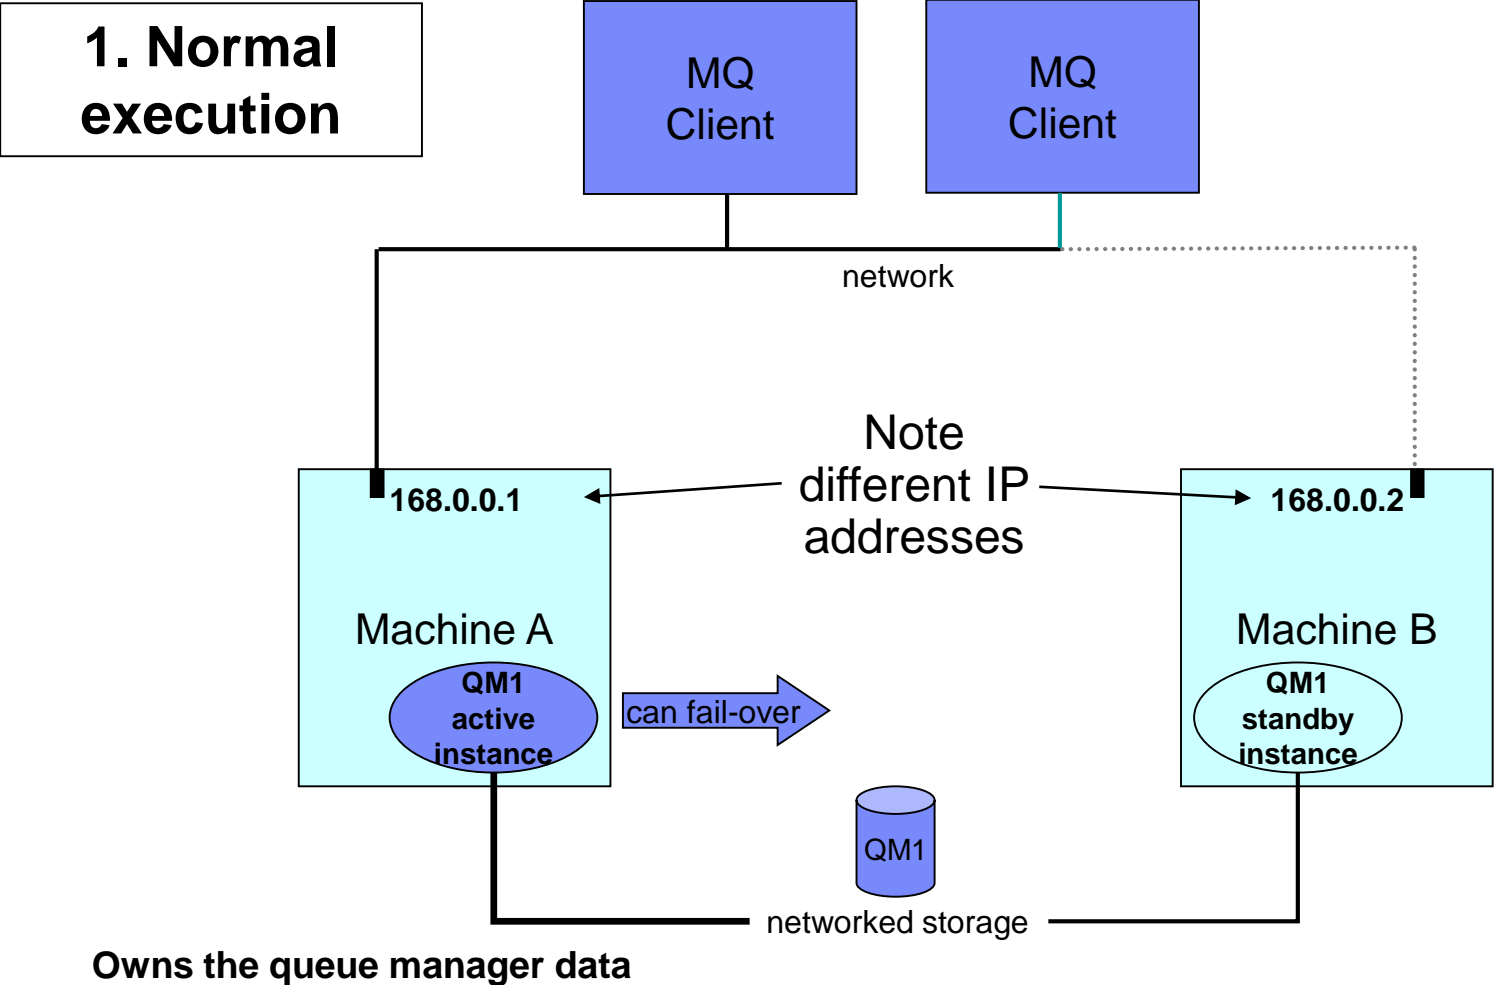 1. Normal
execution
MQ
Client
MQ
Client
network
Note
different IP
addresses
168.0.0.1
168.0.0.2
Machine A
Machine B
QM1
active
instance
can fail-over
QM1
standby
instance
QM1
networked storage
Owns the queue manager data